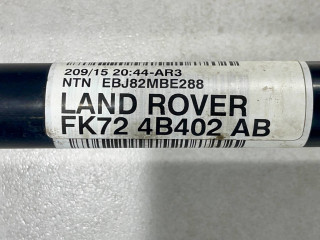 209/15 20:44-AR3
NTN EBJ82MBE288
LAND ROVER
FK72 4B402 AB